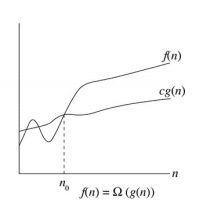 f(n)
cg(n)
n
n₀
f(n) = Ω (g(n))